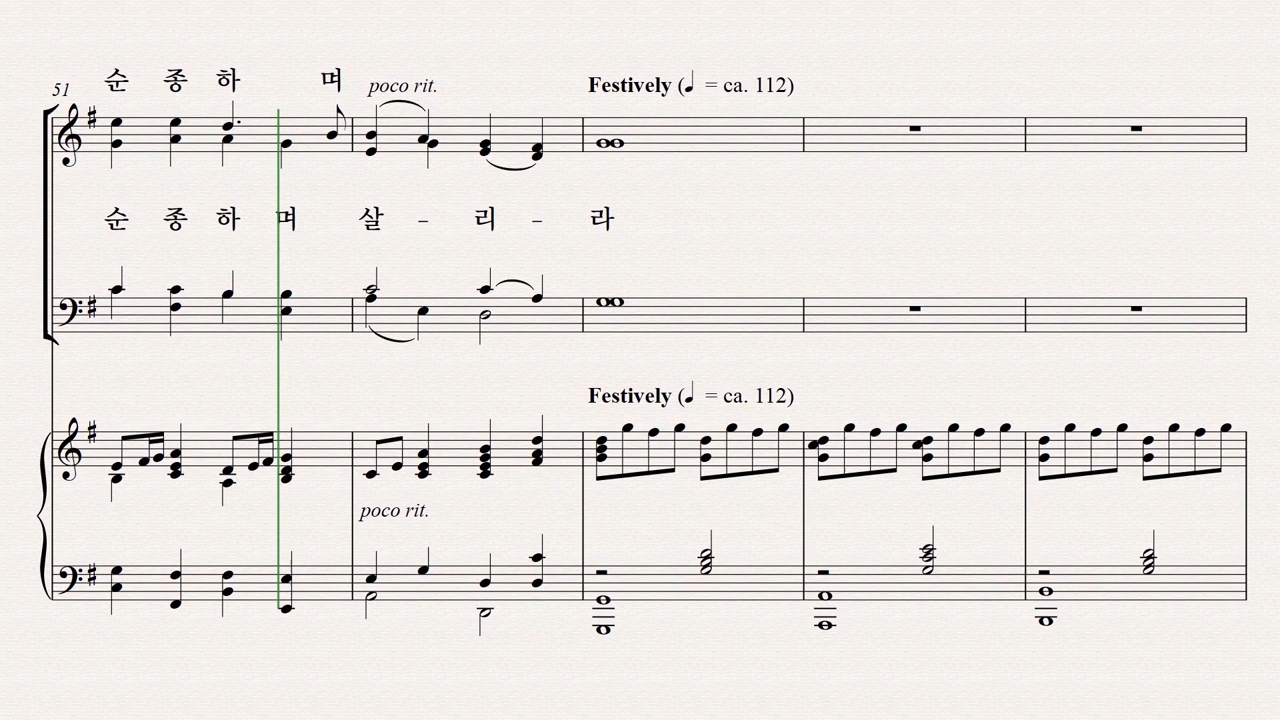 순 종 하 며 poco rit. Festively (♩ = ca. 112)
51
순 종 하 며 살 - 리 - 라
Festively (♩ = ca. 112)
poco rit.